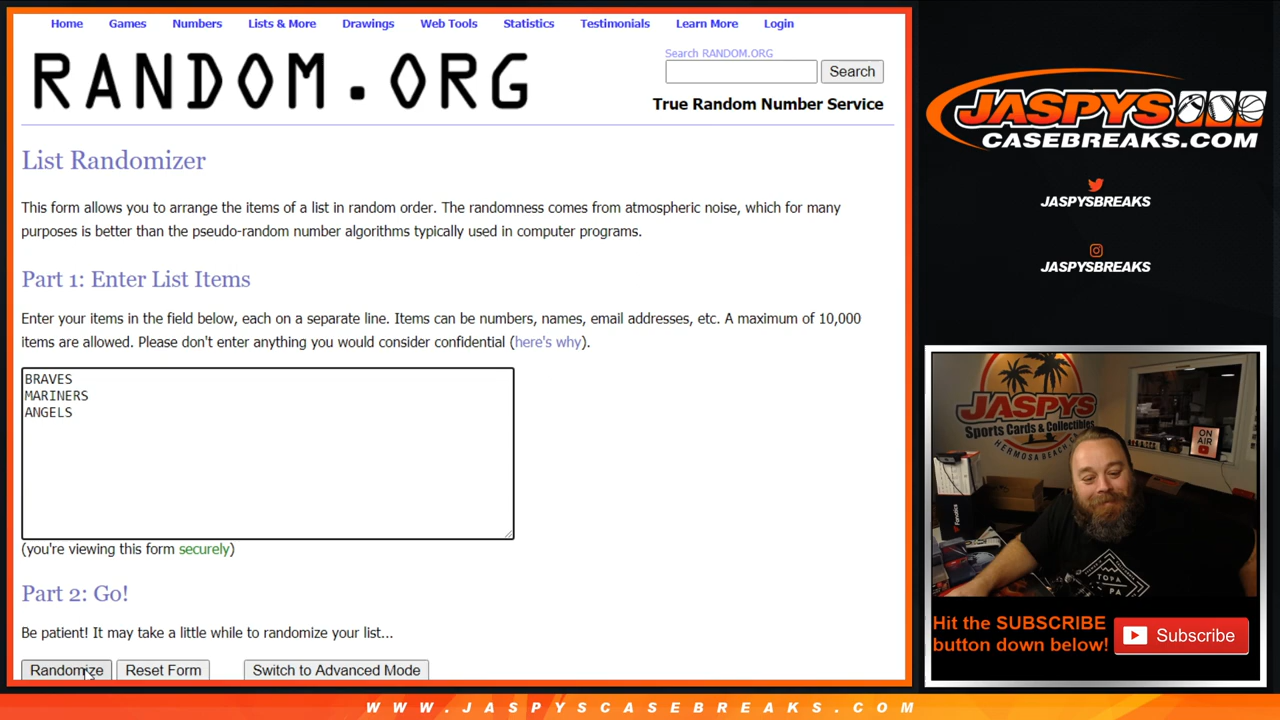 Home Games Numbers Lists & More Drawings Web Tools Statistics Testimonials Learn More Login
RANDOM.ORG
Search RANDOM.ORG
Search
True Random Number Service
List Randomizer
This form allows you to arrange the items of a list in random order. The randomness comes from atmospheric noise, which for many
purposes is better than the pseudo-random number algorithms typically used in computer programs.
Part 1: Enter List Items
Enter your items in the field below, each on a separate line. Items can be numbers, names, email addresses, etc. A maximum of 10,000
items are allowed. Please don't enter anything you would consider confidential (here's why).
BRAVES
MARINERS
ANGELS
(you're viewing this form securely)
Part 2: Go!
Be patient! It may take a little while to randomize your list...
Randomize Reset Form Switch to Advanced Mode
JASPYS
CASEBREAKS.COM
JASPYSBREAKS
JASPYSBREAKS
JASPYS
Sports Cards & Collectibles
HERMOSA BEACH, 
ON
AIR
Fanatics
TOPA
PA
Hit the SUBSCRIBE
button down below!
Subscribe
WWW.JASPYSCASEBREAKS.COM